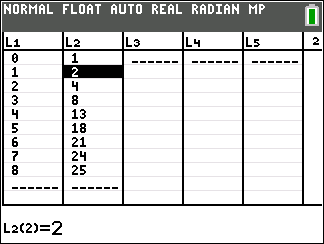 NORMAL FLOAT AUTO REAL RADIAN MP
L1 L2 L3 L4 L5 2
0 1 ------ ------ ------
1 2
2 4
3 8
4 13
5 18
6 21
7 24
8 25
------ ------
L2(2)=2